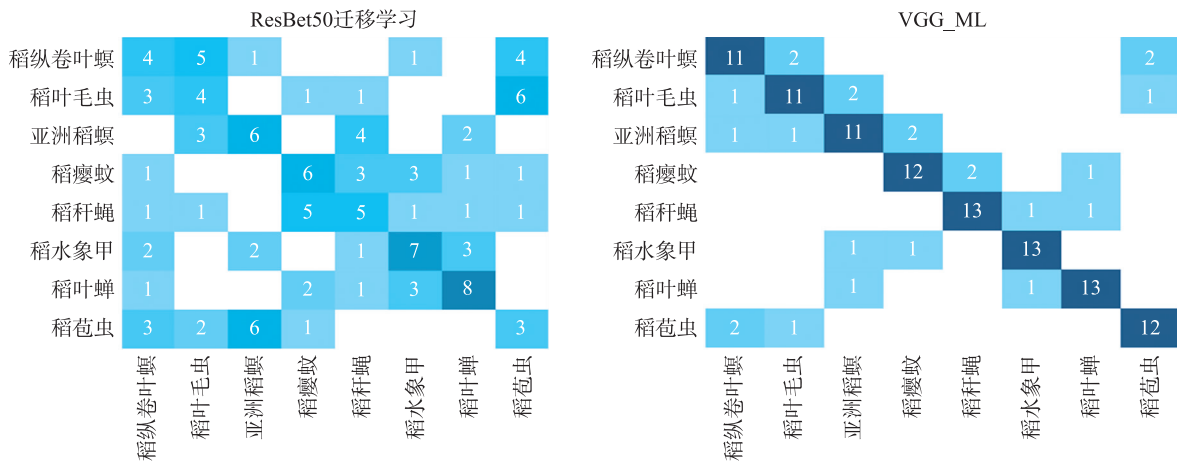 ResBet50迁移学习
稻纵卷叶螟 4 5 1 1 4
稻叶毛虫 3 4 1 1 6
亚洲稻螟 3 6 4 2
稻瘿蚊 1 6 3 3 1 1
稻秆蝇 1 1 5 5 1 1 1
稻水象甲 2 2 1 7 3
稻叶蝉 1 2 1 3 8
稻苞虫 3 2 6 1 3
稻纵卷叶螟
稻叶毛虫
亚洲稻螟
稻瘿蚊
稻秆蝇
稻水象甲
稻叶蝉
稻苞虫
VGG_ML
稻纵卷叶螟 11 2 2
稻叶毛虫 1 11 2 1
亚洲稻螟 1 1 11 2
稻瘿蚊 12 2 1
稻秆蝇 13 1 1
稻水象甲 1 1 13
稻叶蝉 1 1 13
稻苞虫 2 1 12
稻纵卷叶螟
稻叶毛虫
亚洲稻螟
稻瘿蚊
稻秆蝇
稻水象甲
稻叶蝉
稻苞虫